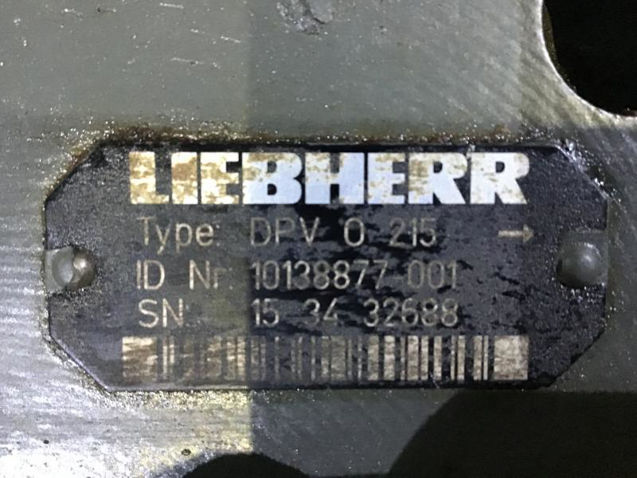 LIEBHERR
Type: DPV O 215 →
ID Nr. 10138877 001
SN: 15 34 32688